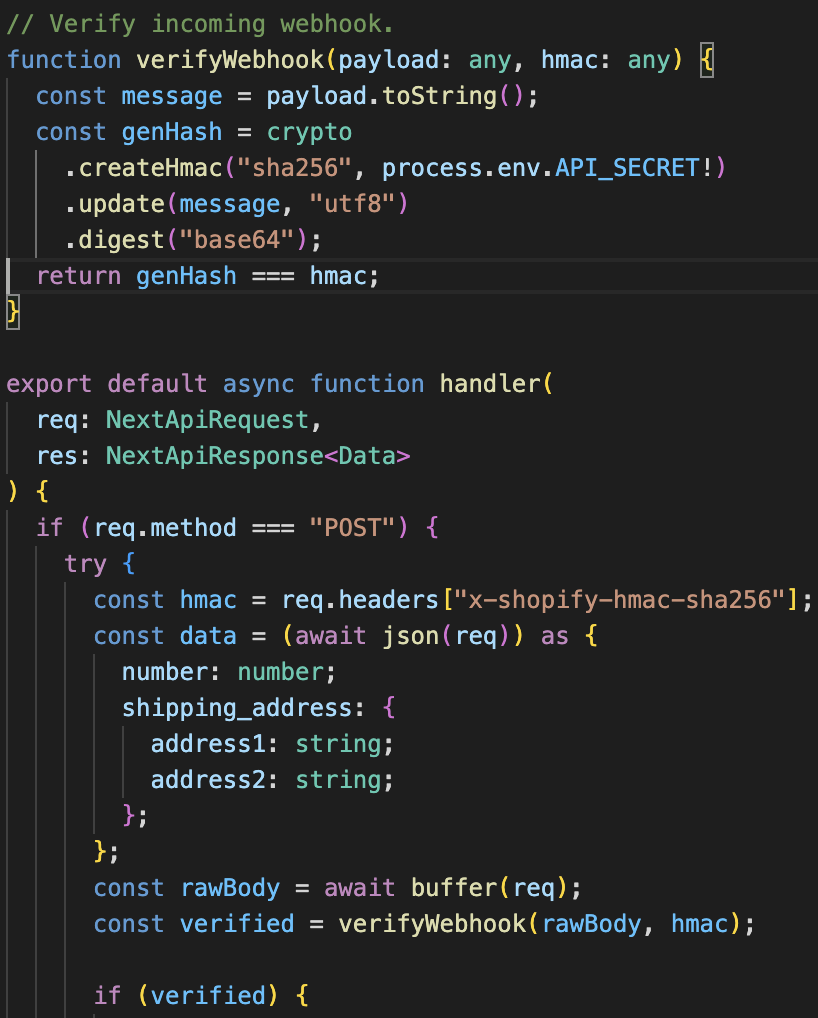 // Verify incoming webhook.
function verifyWebhook(payload: any, hmac: any) {
  const message = payload.toString();
  const genHash = crypto
    .createHmac("sha256", process.env.API_SECRET!)
    .update(message, "utf8")
    .digest("base64");
  return genHash === hmac;
}

export default async function handler(
  req: NextApiRequest,
  res: NextApiResponse<Data>
) {
  if (req.method === "POST") {
    try {
      const hmac = req.headers["x-shopify-hmac-sha256"];
      const data = (await json(req)) as {
        number: number;
        shipping_address: {
          address1: string;
          address2: string;
        };
      };
      const rawBody = await buffer(req);
      const verified = verifyWebhook(rawBody, hmac);

      if (verified) {